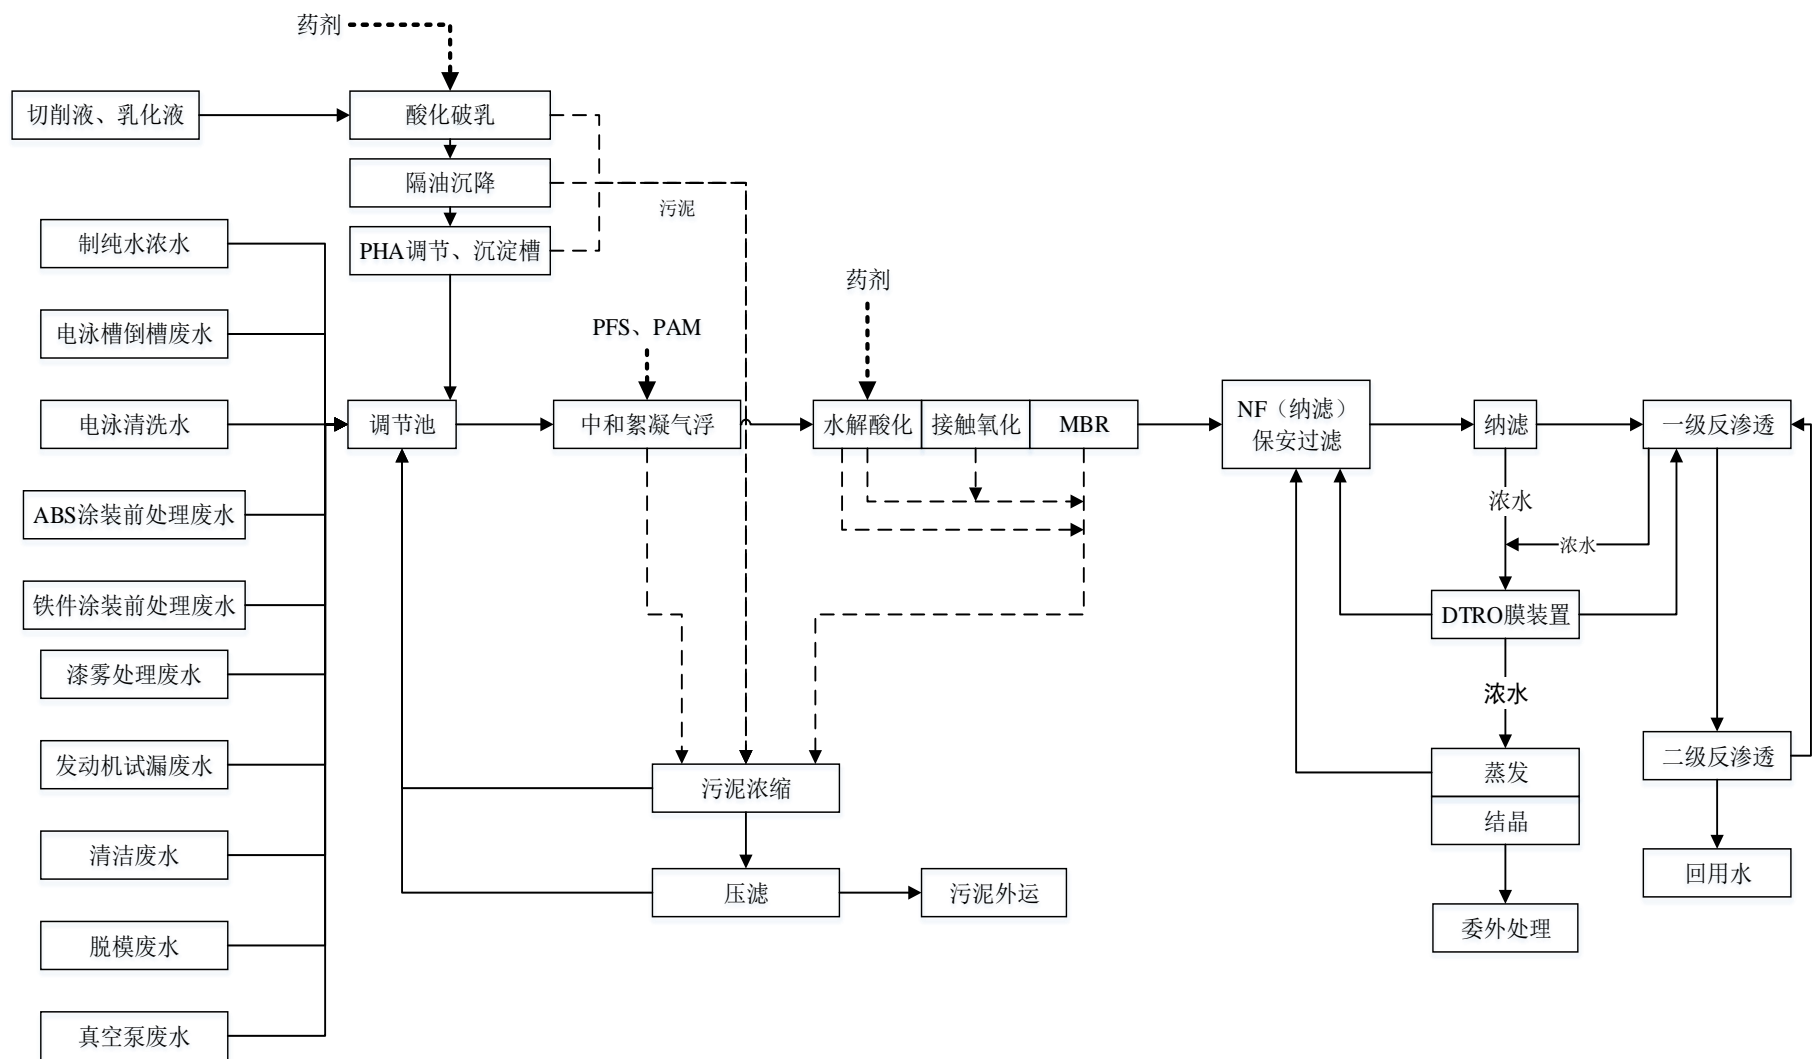 药剂
切削液、乳化液
酸化破乳
隔油沉降
污泥
制纯水浓水
PHA调节、沉淀槽
药剂
电泳槽倒槽废水
PFS、PAM
电泳清洗水
调节池
中和絮凝气浮
水解酸化
接触氧化
MBR
NF（纳滤）
保安过滤
纳滤
一级反渗透
浓水
ABS涂装前处理废水
浓水
铁件涂装前处理废水
DTRO膜装置
漆雾处理废水
浓水
发动机试漏废水
污泥浓缩
蒸发
二级反渗透
结晶
清洁废水
压滤
污泥外运
回用水
委外处理
脱模废水
真空泵废水